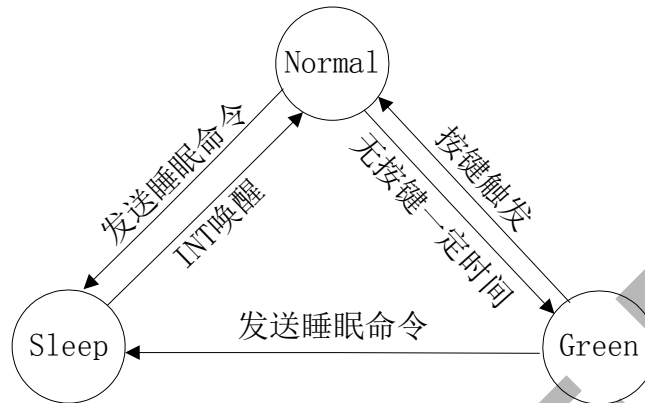 Normal
发送睡眠命令
INT唤醒
无按键一定时间
按键触发
Sleep
发送睡眠命令
Green